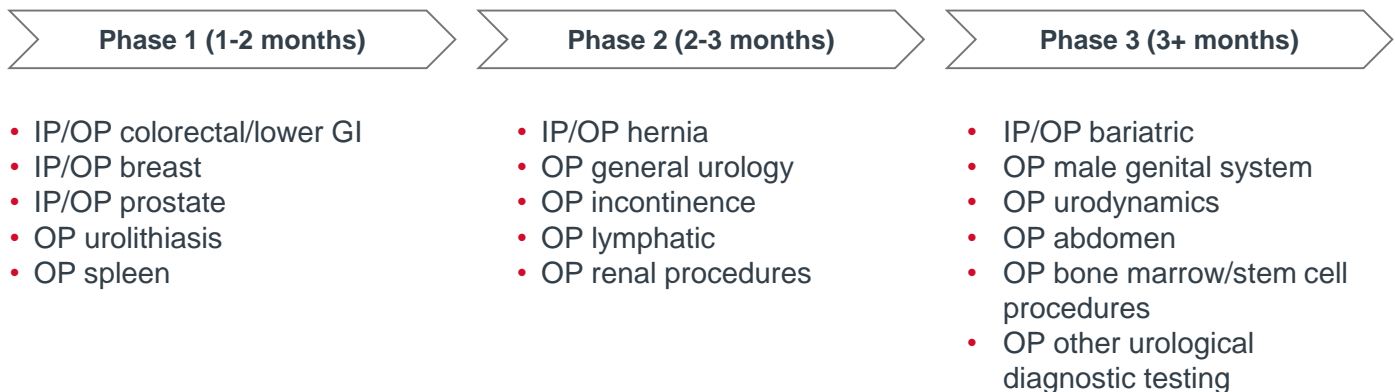 Phase 1 (1-2 months)
Phase 2 (2-3 months)
Phase 3 (3+ months)
• IP/OP colorectal/lower GI
• IP/OP breast
• IP/OP prostate
• OP urolithiasis
• OP spleen
• IP/OP hernia
• OP general urology
• OP incontinence
• OP lymphatic
• OP renal procedures
• IP/OP bariatric
• OP male genital system
• OP urodynamics
• OP abdomen
• OP bone marrow/stem cell
procedures
• OP other urological
diagnostic testing